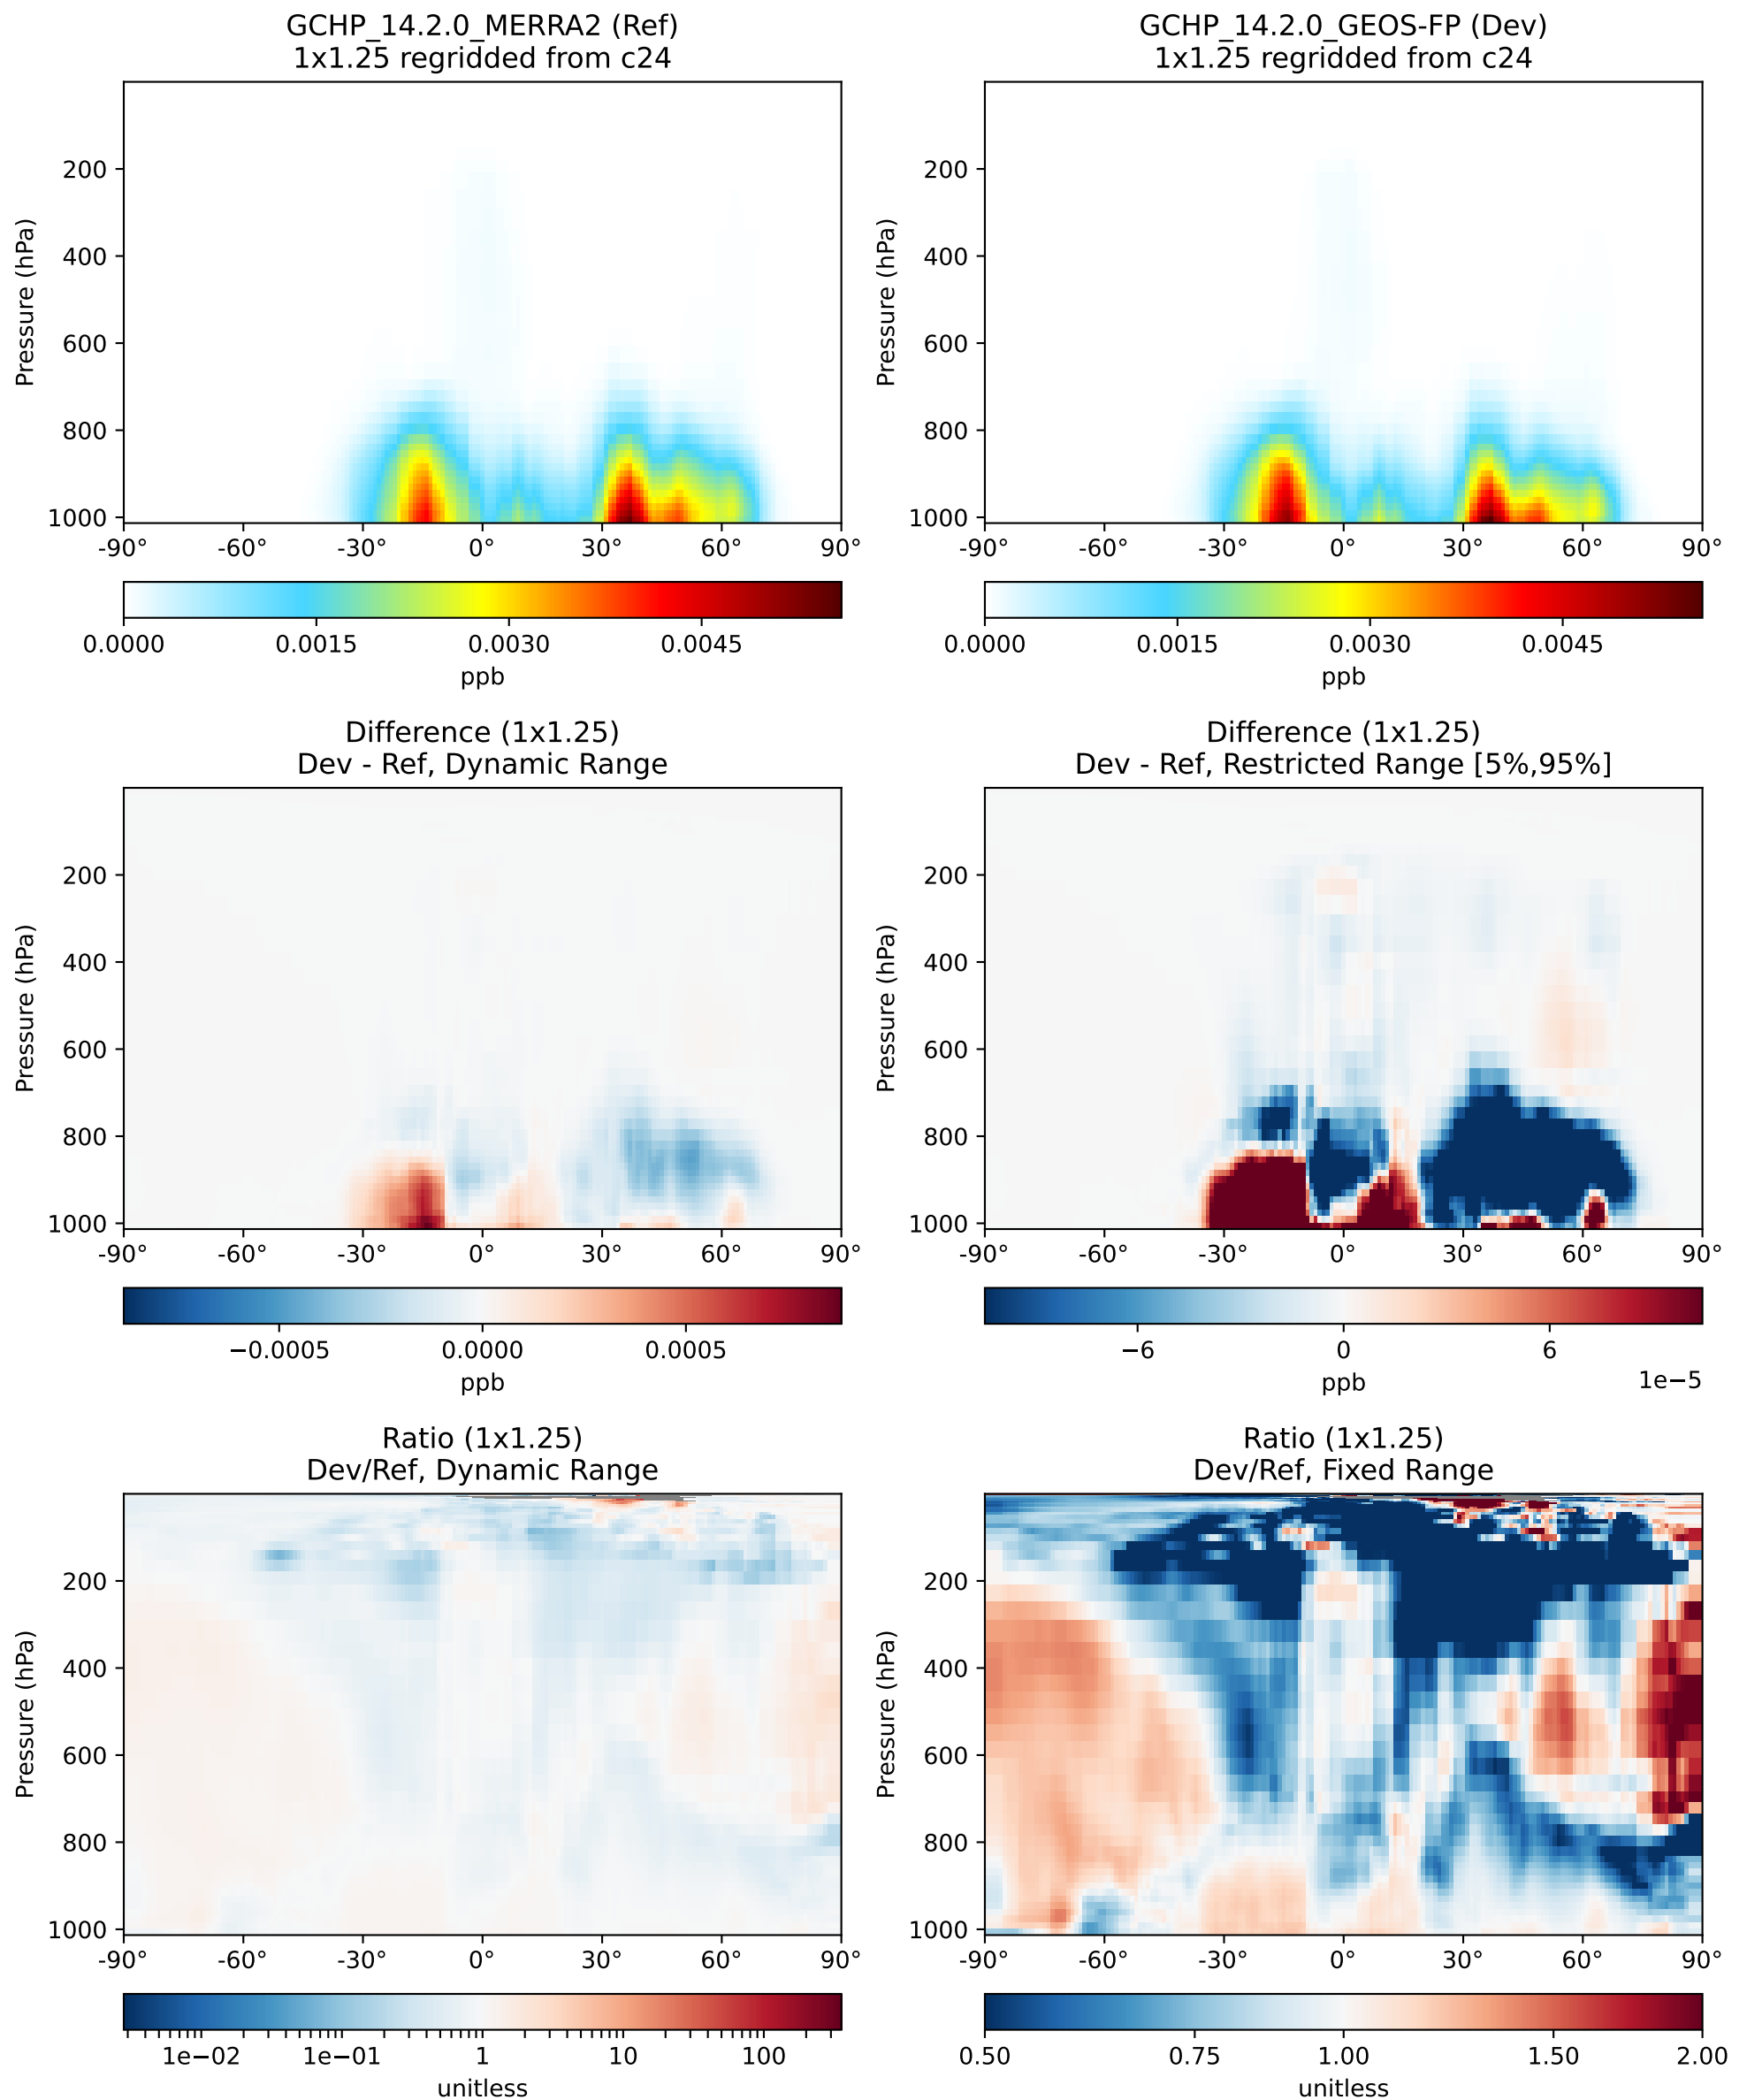 GCHP_14.2.0_MERRA2 (Ref)
1x1.25 regridded from c24
Pressure (hPa)
200
400
600
800
1000
-90° -60° -30° 0° 30° 60° 90°
0.0000 0.0015 0.0030 0.0045
ppb
GCHP_14.2.0_GEOS-FP (Dev)
1x1.25 regridded from c24
Pressure (hPa)
200
400
600
800
1000
-90° -60° -30° 0° 30° 60° 90°
0.0000 0.0015 0.0030 0.0045
ppb
Difference (1x1.25)
Dev - Ref, Dynamic Range
Pressure (hPa)
200
400
600
800
1000
-90° -60° -30° 0° 30° 60° 90°
−0.0005 0.0000 0.0005
ppb
Difference (1x1.25)
Dev - Ref, Restricted Range [5%,95%]
Pressure (hPa)
200
400
600
800
1000
-90° -60° -30° 0° 30° 60° 90°
−6 0 6
1e−5
ppb
Ratio (1x1.25)
Dev/Ref, Dynamic Range
Pressure (hPa)
200
400
600
800
1000
-90° -60° -30° 0° 30° 60° 90°
1e−02 1e−01 1 10 100
unitless
Ratio (1x1.25)
Dev/Ref, Fixed Range
Pressure (hPa)
200
400
600
800
1000
-90° -60° -30° 0° 30° 60° 90°
0.50 0.75 1.00 1.50 2.00
unitless